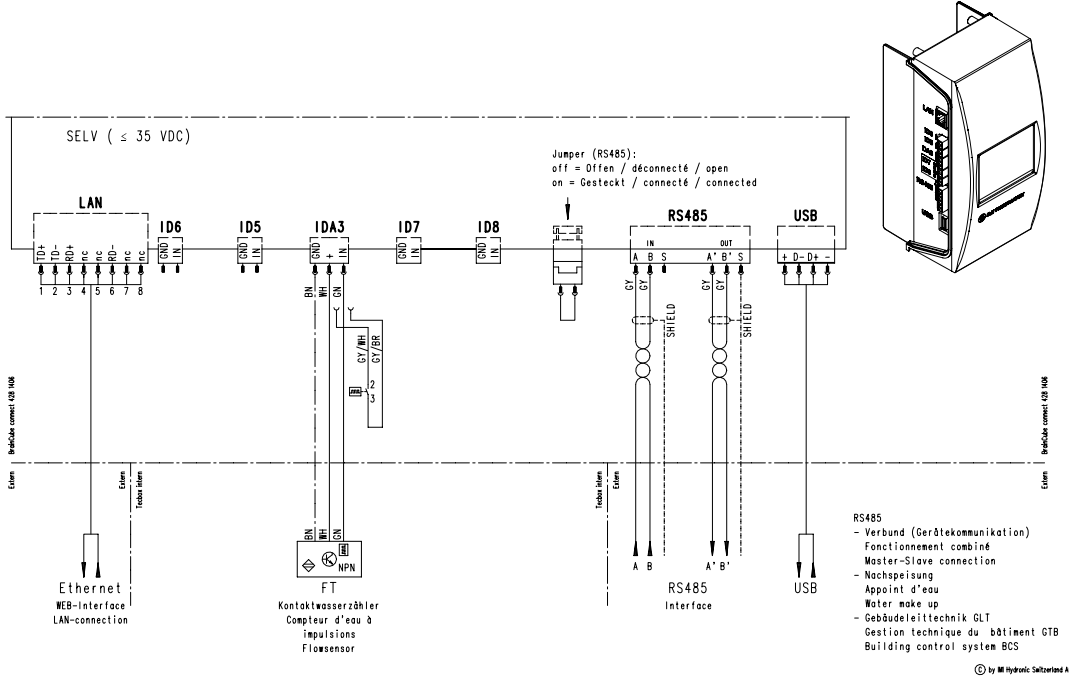 SELV ( ≤ 35 VDC)
Jumper (RS485):
off = Offen / déconnecté / open
on = Gesteckt / connecté / connected
LAN
ID6
ID5
IDA3
ID7
ID8
RS485
USB
IN
OUT
TD+
TD-
RD+
nc
nc
RD-
nc
nc
GND
IN
GND
IN
GND
+
IN
GND
IN
GND
IN
A B S
A' B' S
+ D- D+ -
1 2 3 4 5 6 7 8
BN
WH
GN
GY
GY
GY
GY
SHIELD
SHIELD
GY/WH
GY/BR
2
3
BrainCube connect 428 1406
BrainCube connect 428 1406
Extern
Extern
Tecbox intern
Tecbox intern
Extern
Extern
BN
WH
GN
NPN
A B
A' B'
Ethernet
WEB-Interface
LAN-connection
FT
Kontaktwasserzähler
Compteur d'eau à
impulsions
Flowsensor
RS485
Interface
USB
RS485
- Verbund (Gerätekommunikation)
Fonctionnement combiné
Master-Slave connection
- Nachspeisung
Appoint d'eau
Water make up
- Gebäudeleittechnik GLT
Gestion technique du bâtiment GTB
Building control system BCS
© by IMI Hydronic Switzerland A
LAN
RS485
USB